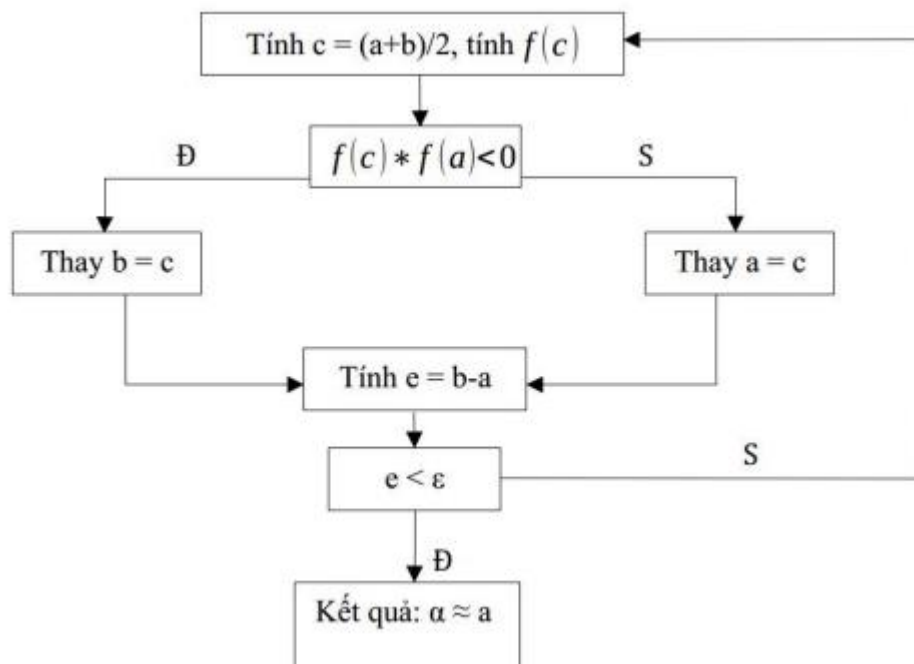 Tính c = (a+b)/2, tính f(c)
f(c)∗f(a)<0
Đ
S
Thay b = c
Thay a = c
Tính e = b-a
e < ε
S
Đ
Kết quả: α ≈ a